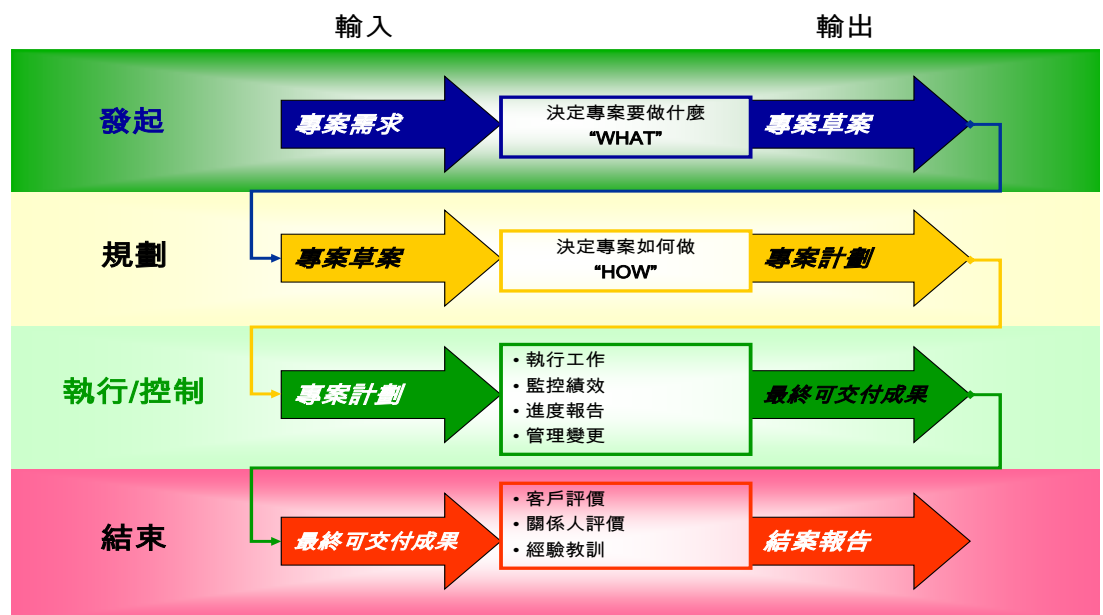 輸入
輸出
發起
專案需求
決定專案要做什麼
“WHAT”
專案草案
規劃
專案草案
決定專案如何做
“HOW”
專案計劃
執行/控制
專案計劃
• 執行工作
• 監控績效
• 進度報告
• 管理變更
最終可交付成果
結束
最終可交付成果
• 客戶評價
• 關係人評價
• 經驗教訓
結案報告